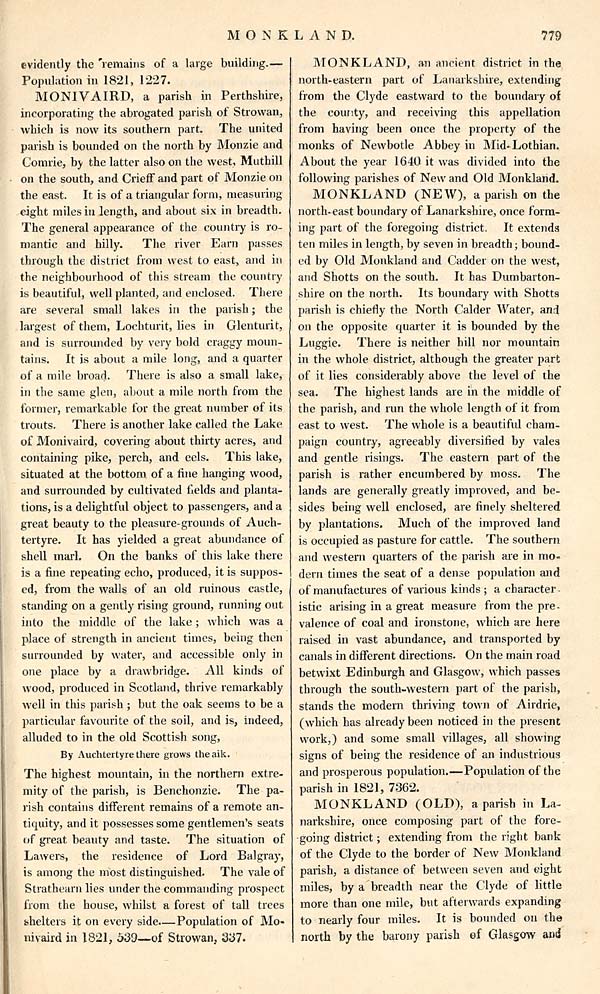 MONKLAND.
779
evidently the remains of a large building.—
Population in 1821, 1227.
MONIVAIRD, a parish in Perthshire,
incorporating the abrogated parish of Strowan,
which is now its southern part. The united
parish is bounded on the north by Monzie and
Comrie, by the latter also on the west, Muthill
on the south, and Crieff and part of Monzie on
the east. It is of a triangular form, measuring
eight miles in length, and about six in breadth.
The general appearance of the country is ro-
mantic and hilly. The river Earn passes
through the district from west to east, and in
the neighbourhood of this stream the country
is beautiful, well planted, and enclosed. There
are several small lakes in the parish; the
largest of them, Lochturit, lies in Glenturit,
and is surrounded by very bold craggy moun-
tains. It is about a mile long, and a quarter
of a mile broad. There is also a small lake,
in the same glen, about a mile north from the
former, remarkable for the great number of its
trouts. There is another lake called the Lake
of Monivaird, covering about thirty acres, and
containing pike, perch, and eels. This lake,
situated at the bottom of a fine hanging wood,
and surrounded by cultivated fields and planta-
tions, is a delightful object to passengers, and a
great beauty to the pleasure-grounds of Auch-
tertyre. It has yielded a great abundance of
shell marl. On the banks of this lake there
is a fine repeating echo, produced, it is suppos-
ed, from the walls of an old ruinous castle,
standing on a gently rising ground, running out
into the middle of the lake; which was a
place of strength in ancient times, being then
surrounded by water, and accessible only in
one place by a drawbridge. All kinds of
wood, produced in Scotland, thrive remarkably
well in this parish; but the oak seems to be a
particular favourite of the soil, and is, indeed,
alluded to in the old Scottish song,
By Auchtertyre there grows the aik.
The highest mountain, in the northern extre-
mity of the parish, is Benchonzie. The pa-
rish contains different remains of a remote an-
tiquity, and it possesses some gentlemen's seats
of great beauty and taste. The situation of
Lawers, the residence of Lord Balgray,
is among the most distinguished. The vale of
Strathearn lies under the commanding prospect
from the house, whilst a forest of tall trees
shelters it on every side.—Population of Mo-
nivaird in 1821, 539—of Strowan, 337.
MONKLAND, an ancient district in the
north-eastern part of Lanarkshire, extending
from the Clyde eastward to the boundary of
the county, and receiving this appellation
from having been once the property of the
monks of Newbotle Abbey in Mid-Lothian.
About the year 1640 it was divided into the
following parishes of New and Old Monkland.
MONKLAND (NEW), a parish on the
north-east boundary of Lanarkshire, once form-
ing part of the foregoing district. It extends
ten miles in length, by seven in breadth; bound-
ed by Old Monkland and Cadder on the west,
and Shotts on the south. It has Dumbarton-
shire on the north. Its boundary with Shotts
parish is chiefly the North Calder Water, and
on the opposite quarter it is bounded by the
Luggie. There is neither hill nor mountain
in the whole district, although the greater part
of it lies considerably above the level of the
sea. The highest lands are in the middle of
the parish, and run the whole length of it from
east to west. The whole is a beautiful cham-
paign country, agreeably diversified by vales
and gentle risings. The eastern part of the
parish is rather encumbered by moss. The
lands are generally greatly improved, and be-
sides being well enclosed, are finely sheltered
by plantations. Much of the improved land
is occupied as pasture for cattle. The southern
and western quarters of the parish are in mo-
dern times the seat of a dense population and
of manufactures of various kinds; a character-
istic arising in a great measure from the pre-
valence of coal and ironstone, which are here
raised in vast abundance, and transported by
canals in different directions. On the main road
betwixt Edinburgh and Glasgow, which passes
through the south-western part of the parish,
stands the modern thriving town of Airdrie,
(which has already been noticed in the present
work,) and some small villages, all showing
signs of being the residence of an industrious
and prosperous population.—Population of the
parish in 1821, 7362.
MONKLAND (OLD), a parish in La-
narkshire, once composing part of the fore-
going district; extending from the right bank
of the Clyde to the border of New Monkland
parish, a distance of between seven and eight
miles, by a breadth near the Clyde of little
more than one mile, but afterwards expanding
to nearly four miles. It is bounded on the
north by the barony parish of Glasgow and